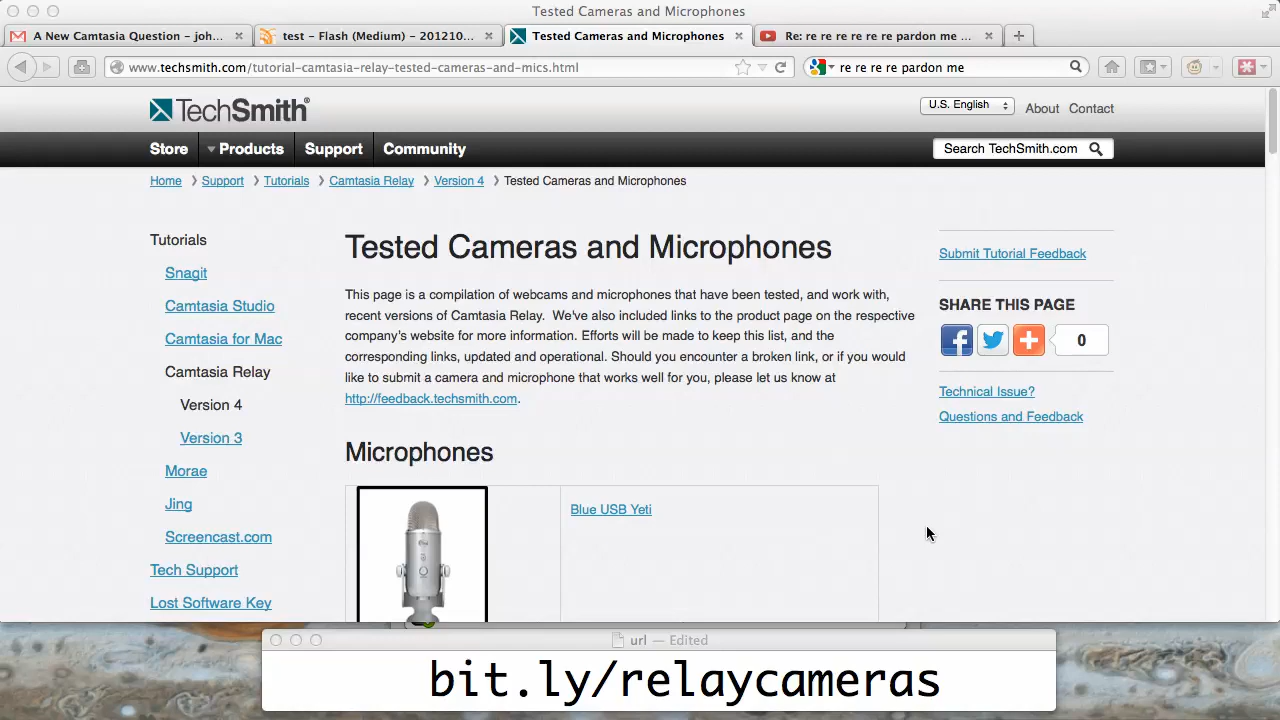 Tested Cameras and Microphones
A New Camtasia Question – joh...
test – Flash (Medium) – 201210...
Tested Cameras and Microphones
Re: re re re re re pardon me ...
www.techsmith.com/tutorial-camtasia-relay-tested-cameras-and-mics.html
re re re re pardon me
TechSmith®
U.S. English
About
Contact
Store
Products
Support
Community
Search TechSmith.com
Home
Support
Tutorials
Camtasia Relay
Version 4
Tested Cameras and Microphones
Tutorials
Snagit
Camtasia Studio
Camtasia for Mac
Camtasia Relay
Version 4
Version 3
Morae
Jing
Screencast.com
Tech Support
Lost Software Key
Tested Cameras and Microphones
This page is a compilation of webcams and microphones that have been tested, and work with,
recent versions of Camtasia Relay. We've also included links to the product page on the respective
company's website for more information. Efforts will be made to keep this list, and the
corresponding links, updated and operational. Should you encounter a broken link, or if you would
like to submit a camera and microphone that works well for you, please let us know at
http://feedback.techsmith.com.
Microphones
Blue USB Yeti
Submit Tutorial Feedback
SHARE THIS PAGE
0
Technical Issue?
Questions and Feedback
url — Edited
bit.ly/relaycameras